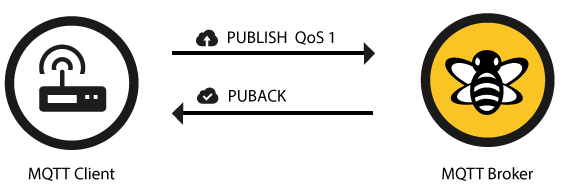 PUBLISH QoS 1
PUBACK
MQTT Client
MQTT Broker